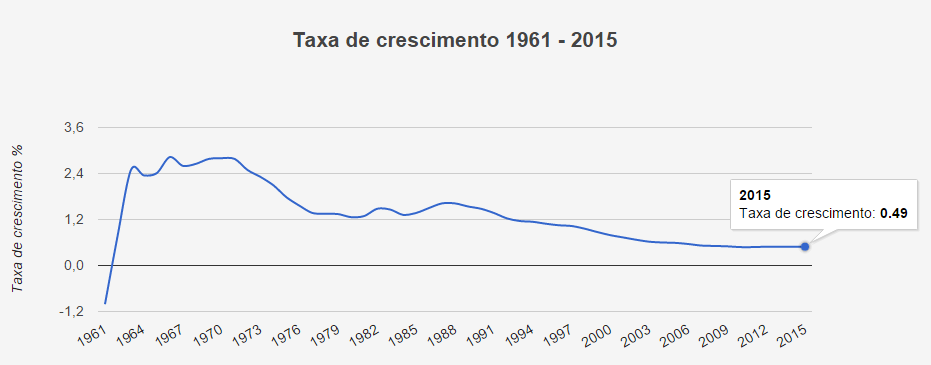 Taxa de crescimento 1961 - 2015
Taxa de crescimento %
3,6
2,4
1,2
0,0
-1,2
2015
Taxa de crescimento: 0.49
1961 1964 1967 1970 1973 1976 1979 1982 1985 1988 1991 1994 1997 2000 2003 2006 2009 2012 2015